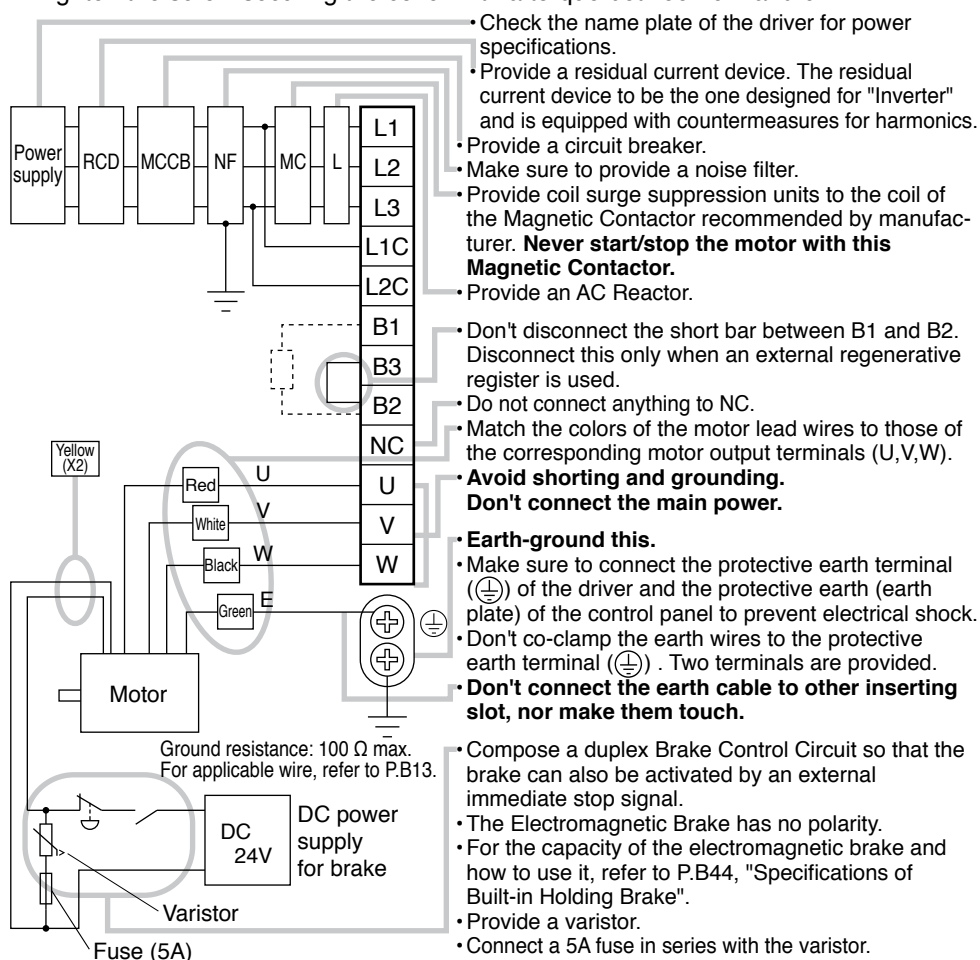 • Check the name plate of the driver for power
specifications.
• Provide a residual current device. The residual
current device to be the one designed for "Inverter"
and is equipped with countermeasures for harmonics.
• Provide a circuit breaker.
• Make sure to provide a noise filter.
• Provide coil surge suppression units to the coil of
the Magnetic Contactor recommended by manufac-
turer. Never start/stop the motor with this
Magnetic Contactor.
• Provide an AC Reactor.
• Don't disconnect the short bar between B1 and B2.
Disconnect this only when an external regenerative
register is used.
• Do not connect anything to NC.
• Match the colors of the motor lead wires to those of
the corresponding motor output terminals (U,V,W).
• Avoid shorting and grounding.
Don't connect the main power.
• Earth-ground this.
• Make sure to connect the protective earth terminal
(⏚) of the driver and the protective earth (earth
plate) of the control panel to prevent electrical shock.
• Don't co-clamp the earth wires to the protective
earth terminal (⏚) . Two terminals are provided.
• Don't connect the earth cable to other inserting
slot, nor make them touch.
• Compose a duplex Brake Control Circuit so that the
brake can also be activated by an external
immediate stop signal.
• The Electromagnetic Brake has no polarity.
• For the capacity of the electromagnetic brake and
how to use it, refer to P.B44, "Specifications of
Built-in Holding Brake".
• Provide a varistor.
• Connect a 5A fuse in series with the varistor.
Power
supply
RCD
MCCB
NF
MC
L
L1
L2
L3
L1C
L2C
B1
B3
B2
NC
U
V
W
Yellow
(X2)
Red
U
White
V
Black
W
Green
E
Motor
Ground resistance: 100 Ω max.
For applicable wire, refer to P.B13.
DC
24V
DC power
supply
for brake
Varistor
Fuse (5A)